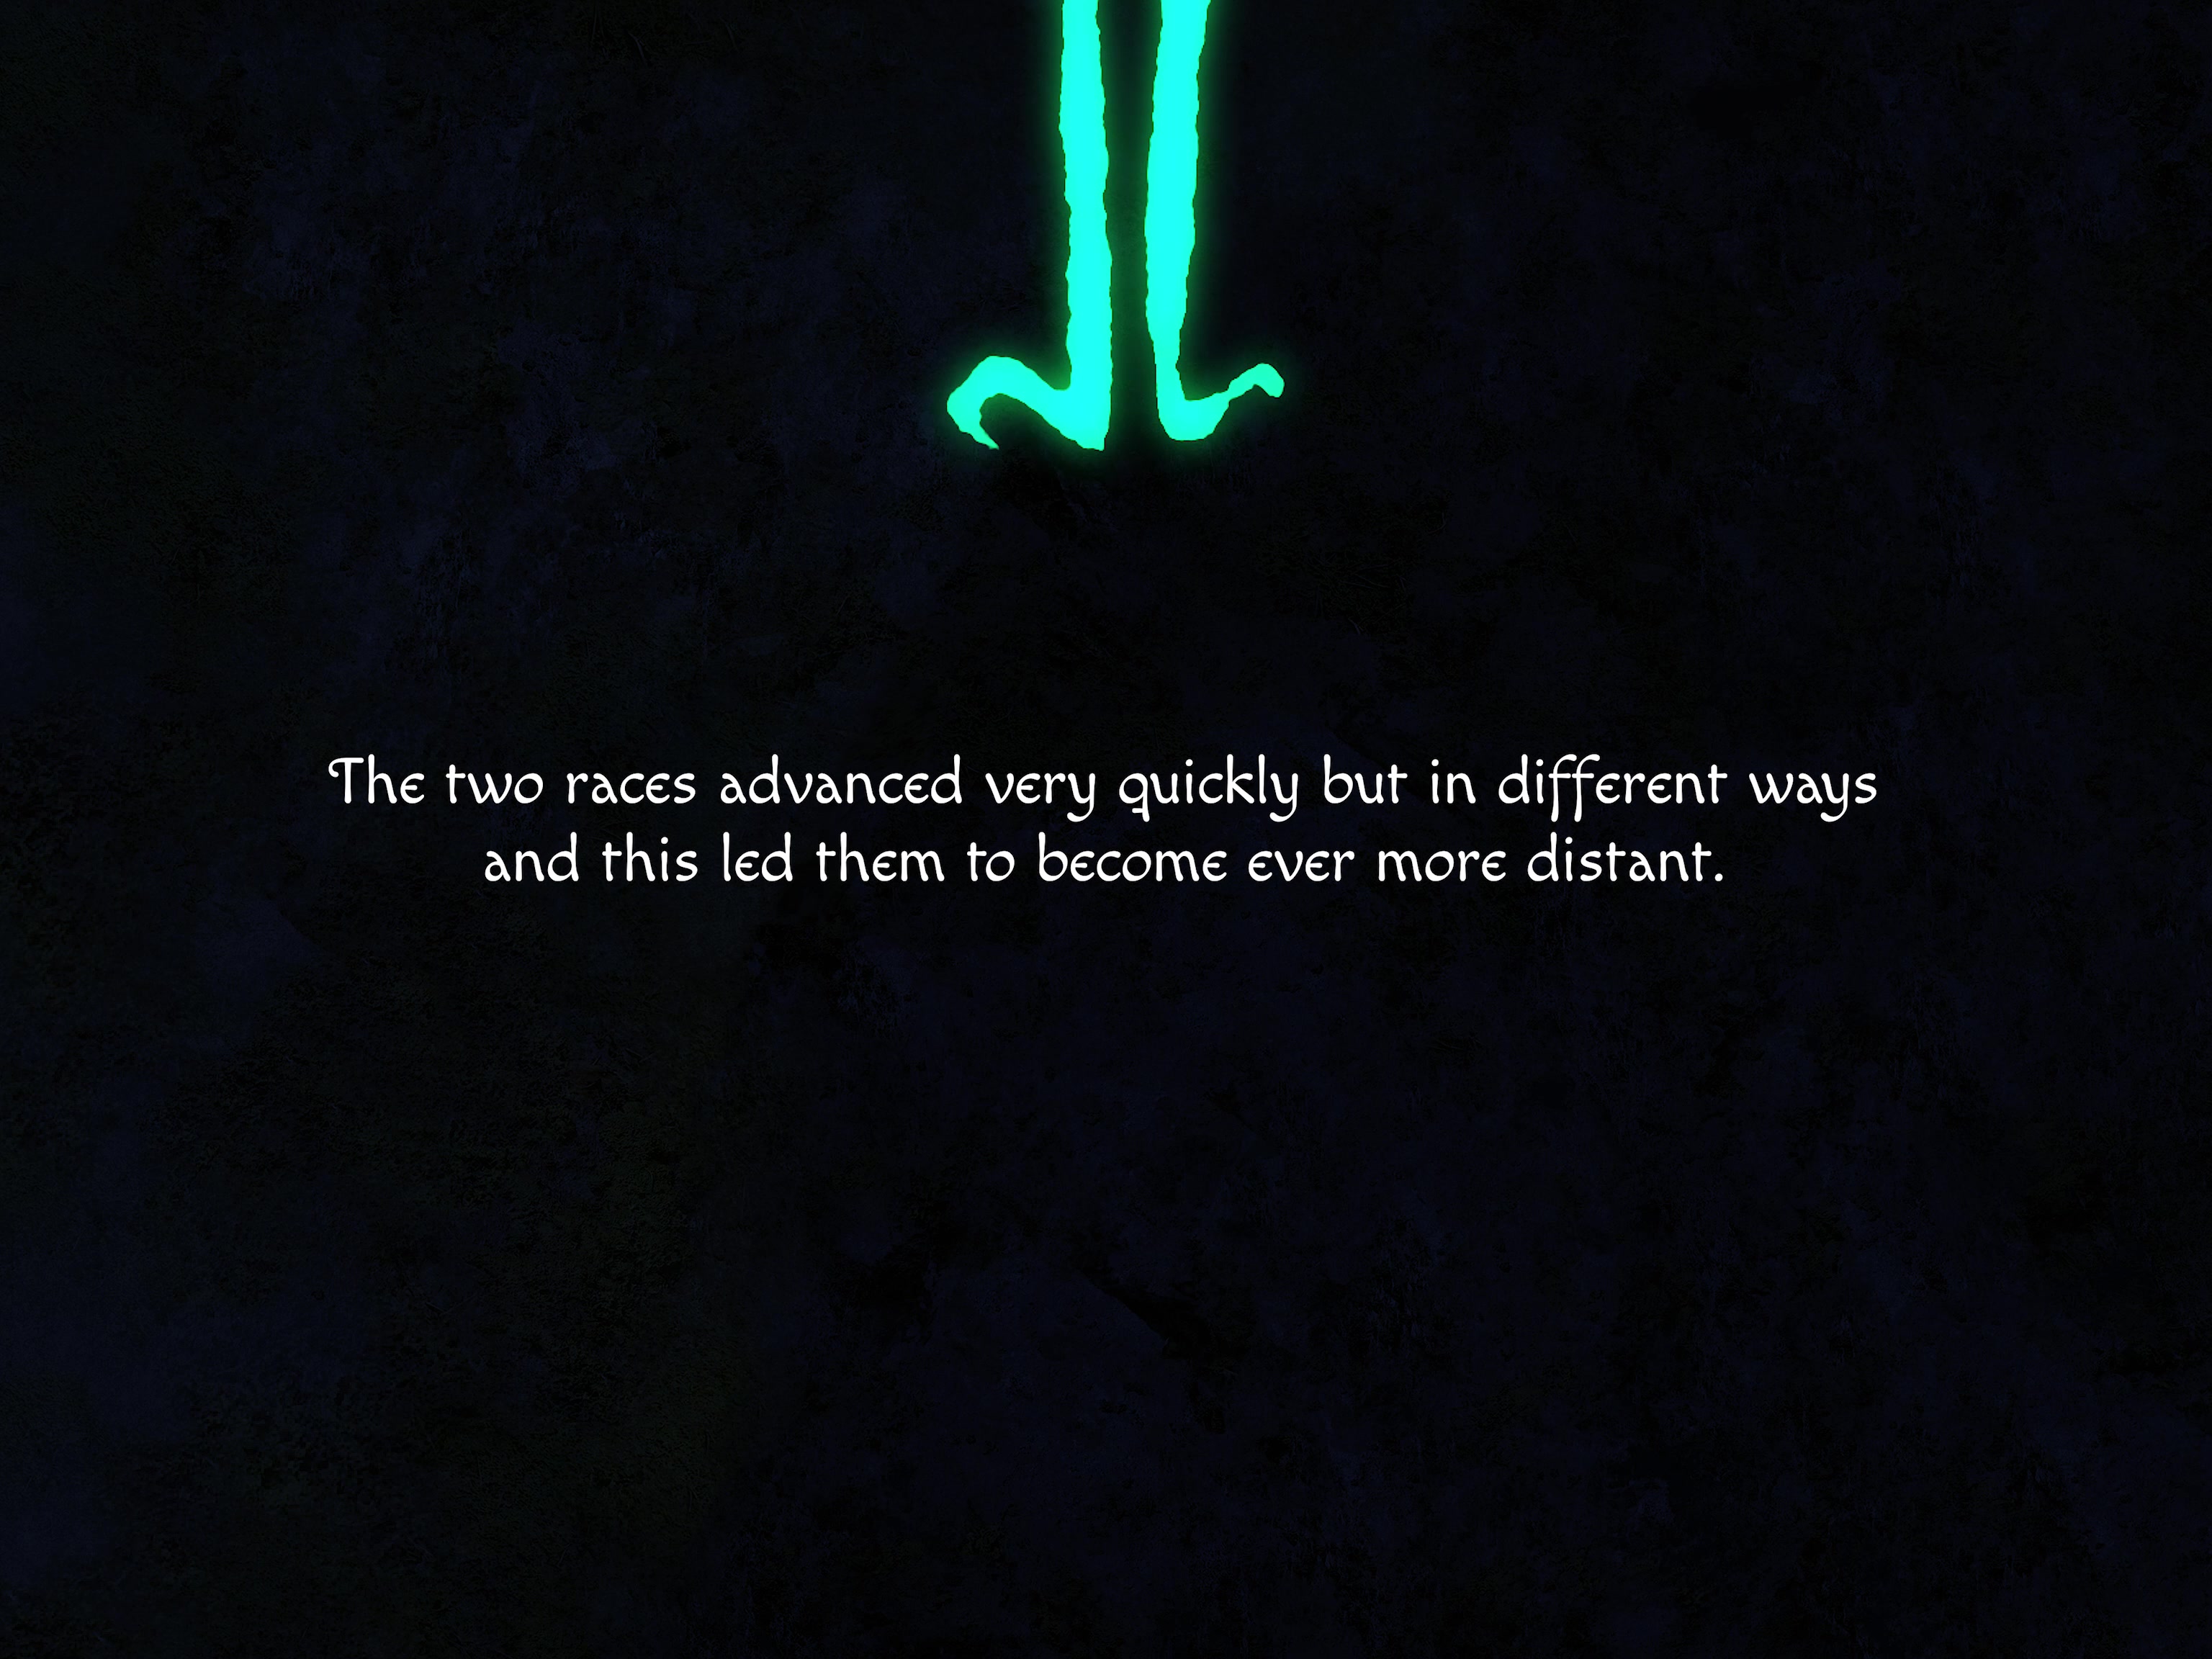 The two races advanced very quickly but in different ways
and this led them to become ever more distant.